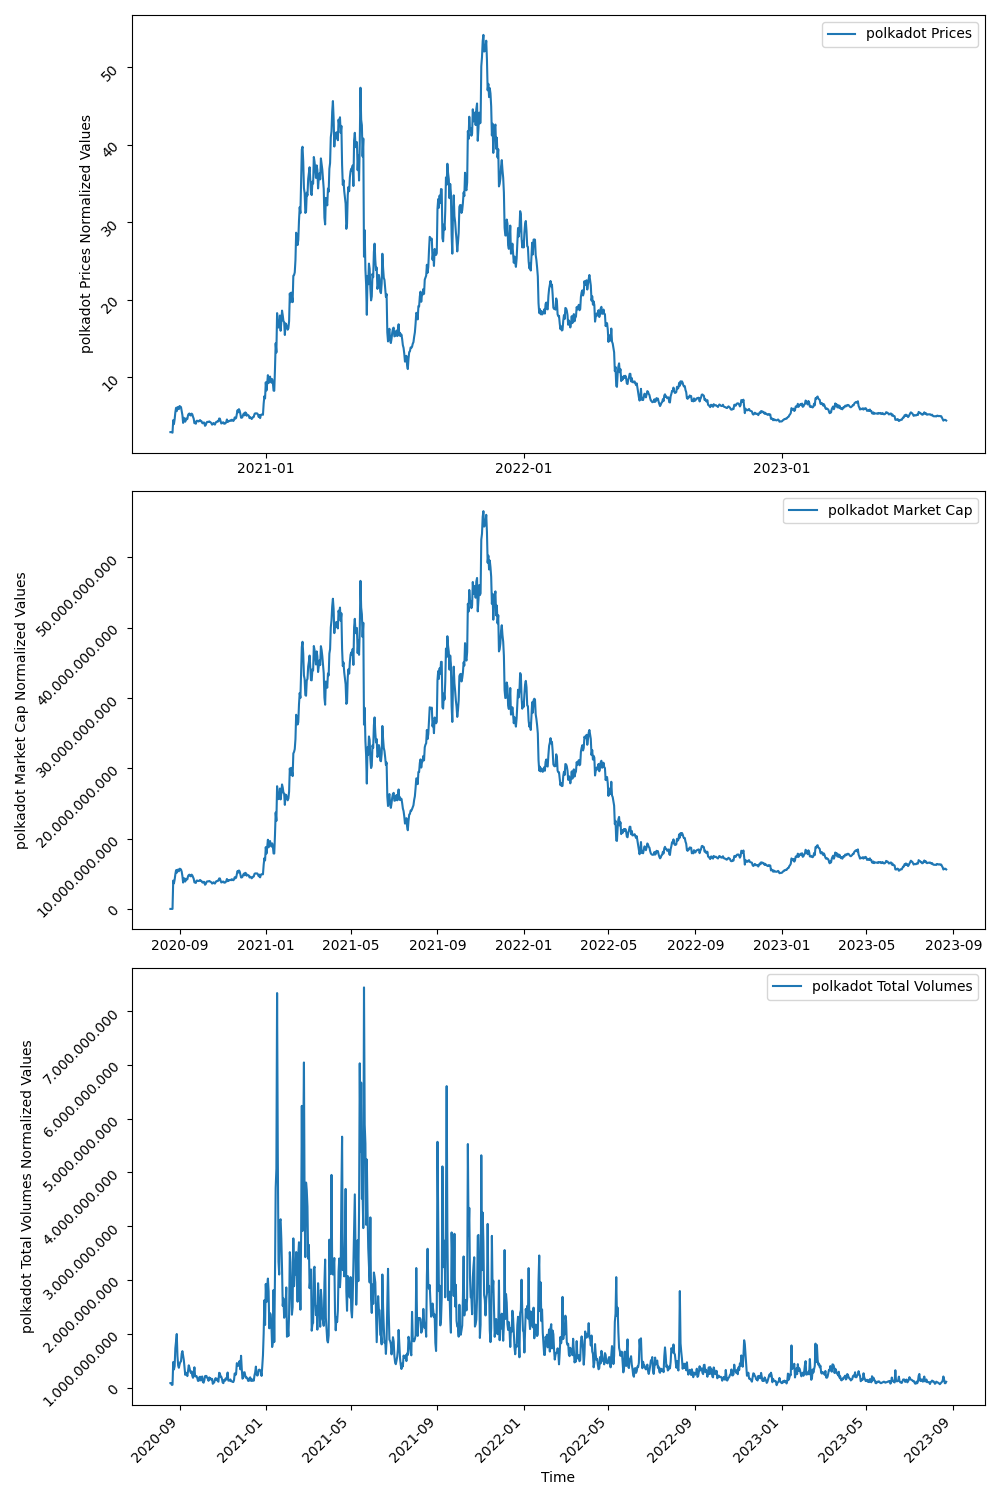 polkadot Prices
polkadot Prices Normalized Values
50
40
30
20
10
2021-01 2022-01 2023-01
polkadot Market Cap
polkadot Market Cap Normalized Values
50.000.000.000
40.000.000.000
30.000.000.000
20.000.000.000
10.000.000.000
0
2020-09 2021-01 2021-05 2021-09 2022-01 2022-05 2022-09 2023-01 2023-05 2023-09
polkadot Total Volumes
polkadot Total Volumes Normalized Values
7.000.000.000
6.000.000.000
5.000.000.000
4.000.000.000
3.000.000.000
2.000.000.000
1.000.000.000
0
2020-09 2021-01 2021-05 2021-09 2022-01 2022-05 2022-09 2023-01 2023-05 2023-09
Time